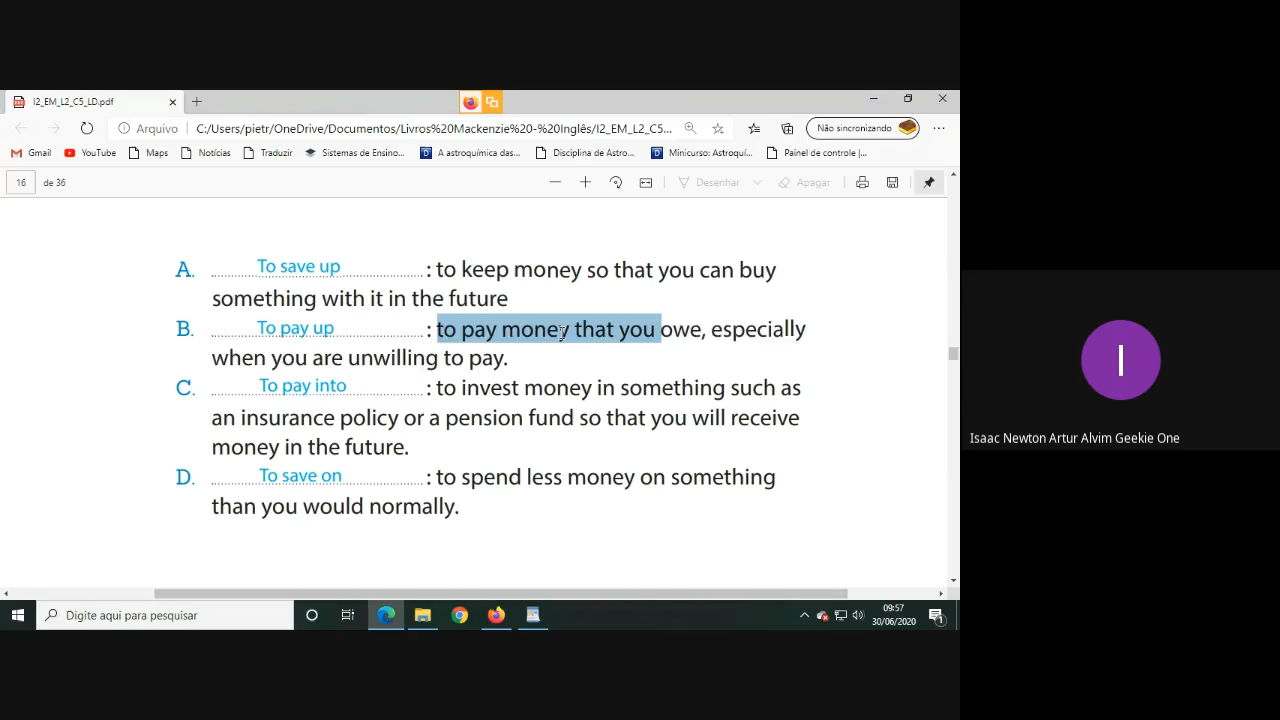 I2_EM_L2_C5_LD.pdf
Arquivo C:/Users/pietr/OneDrive/Documentos/Livros%20Mackenzie%20-%20Inglês/I2_EM_L2_C5... Não sincronizando
Gmail YouTube Maps Notícias Traduzir Sistemas de Ensino... A astroquímica das... Disciplina de Astro... Minicurso: Astroquí... Painel de controle |...
16 de 36 Desenhar Apagar
A. To save up : to keep money so that you can buy
something with it in the future
B. To pay up : to pay money that you owe, especially
when you are unwilling to pay.
C. To pay into : to invest money in something such as
an insurance policy or a pension fund so that you will receive
money in the future.
D. To save on : to spend less money on something
than you would normally.
Digite aqui para pesquisar
09:57
30/06/2020
1
I
Isaac Newton Artur Alvim Geekie One